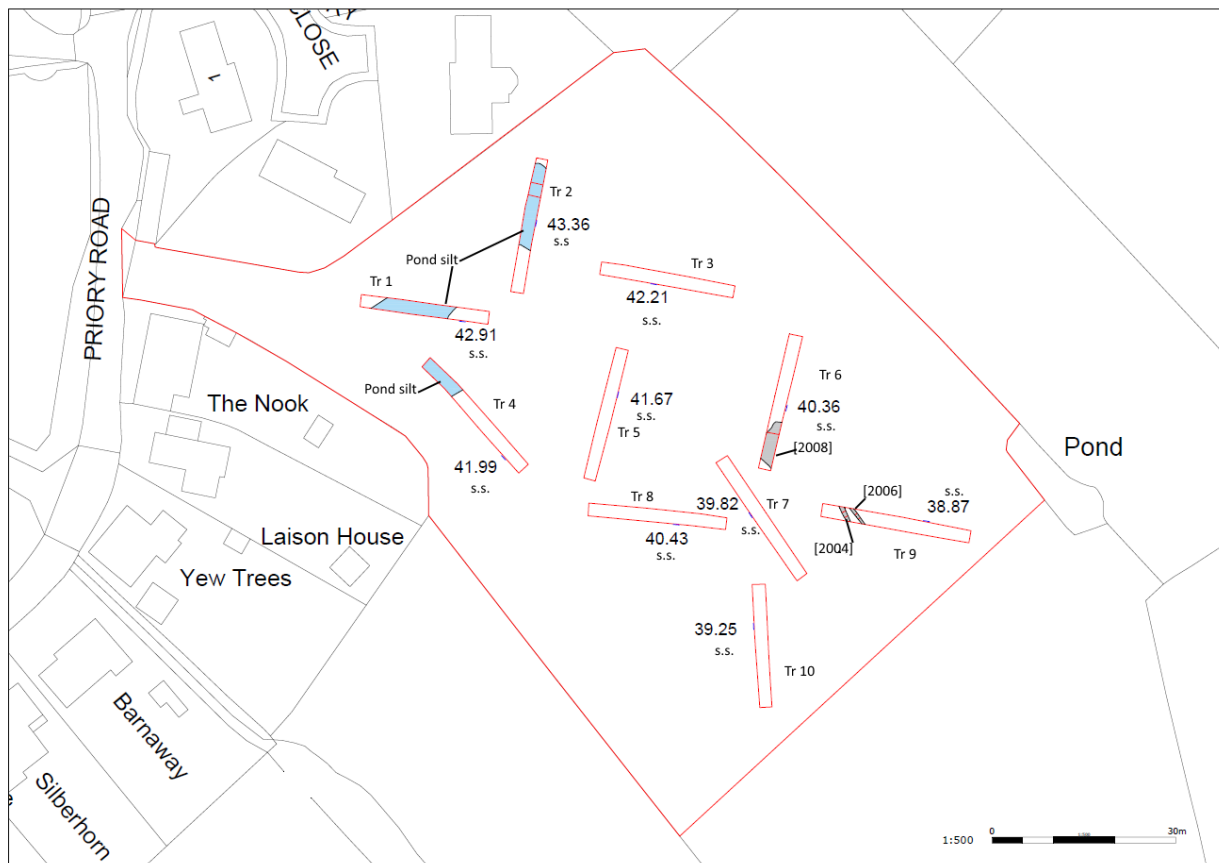 RY
CLOSE
1
PRIORY ROAD
Tr 2
43.36
s.s
Pond silt
Tr 1
42.91
s.s.
Tr 3
42.21
s.s.
Pond silt
Tr 4
41.99
s.s.
41.67
s.s.
Tr 5
Tr 6
40.36
s.s.
[2008]
Pond
The Nook
Laison House
Yew Trees
Barnaway
Silberhorn
Tr 8
40.43
s.s.
39.82
s.s.
Tr 7
[2006]
s.s.
38.87
[2004]
Tr 9
39.25
s.s.
Tr 10
1:500
0
30m